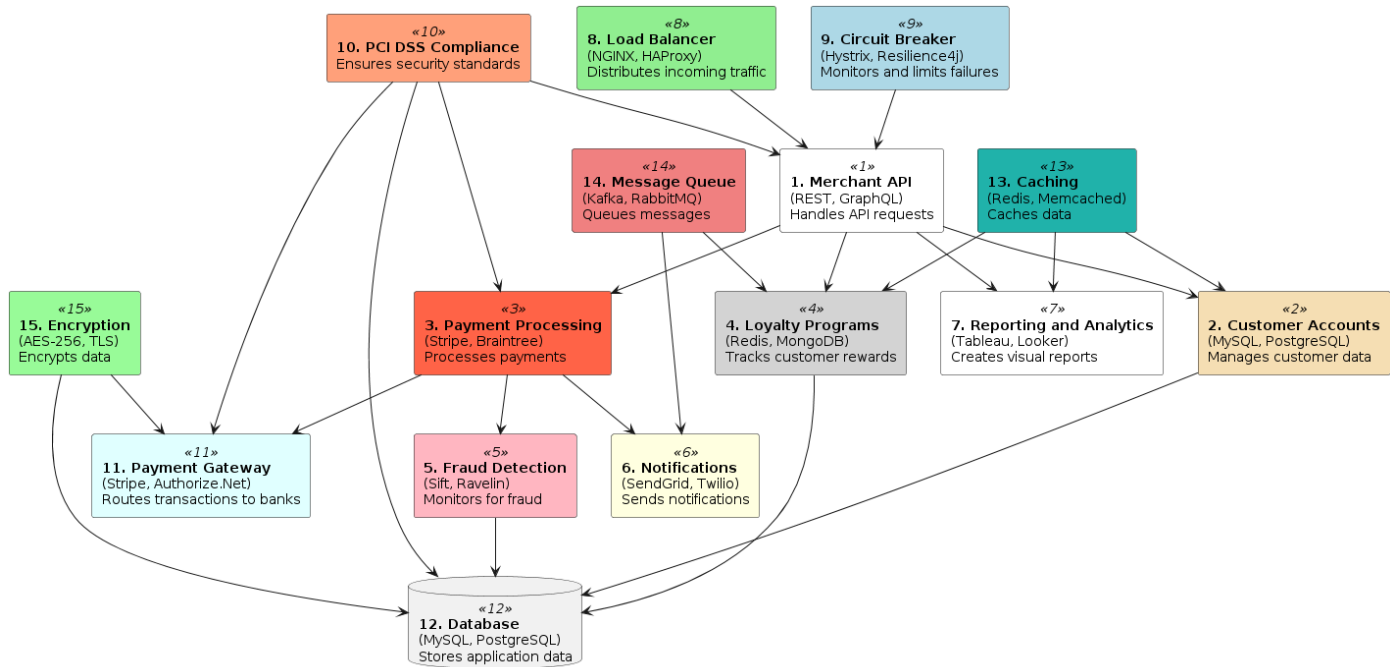 «10»
10. PCI DSS Compliance
Ensures security standards
«8»
8. Load Balancer
(NGINX, HAProxy)
Distributes incoming traffic
«9»
9. Circuit Breaker
(Hystrix, Resilience4j)
Monitors and limits failures
«14»
14. Message Queue
(Kafka, RabbitMQ)
Queues messages
«1»
1. Merchant API
(REST, GraphQL)
Handles API requests
«13»
13. Caching
(Redis, Memcached)
Caches data
«15»
15. Encryption
(AES-256, TLS)
Encrypts data
«3»
3. Payment Processing
(Stripe, Braintree)
Processes payments
«4»
4. Loyalty Programs
(Redis, MongoDB)
Tracks customer rewards
«7»
7. Reporting and Analytics
(Tableau, Looker)
Creates visual reports
«2»
2. Customer Accounts
(MySQL, PostgreSQL)
Manages customer data
«11»
11. Payment Gateway
(Stripe, Authorize.Net)
Routes transactions to banks
«5»
5. Fraud Detection
(Sift, Ravelin)
Monitors for fraud
«6»
6. Notifications
(SendGrid, Twilio)
Sends notifications
«12»
12. Database
(MySQL, PostgreSQL)
Stores application data